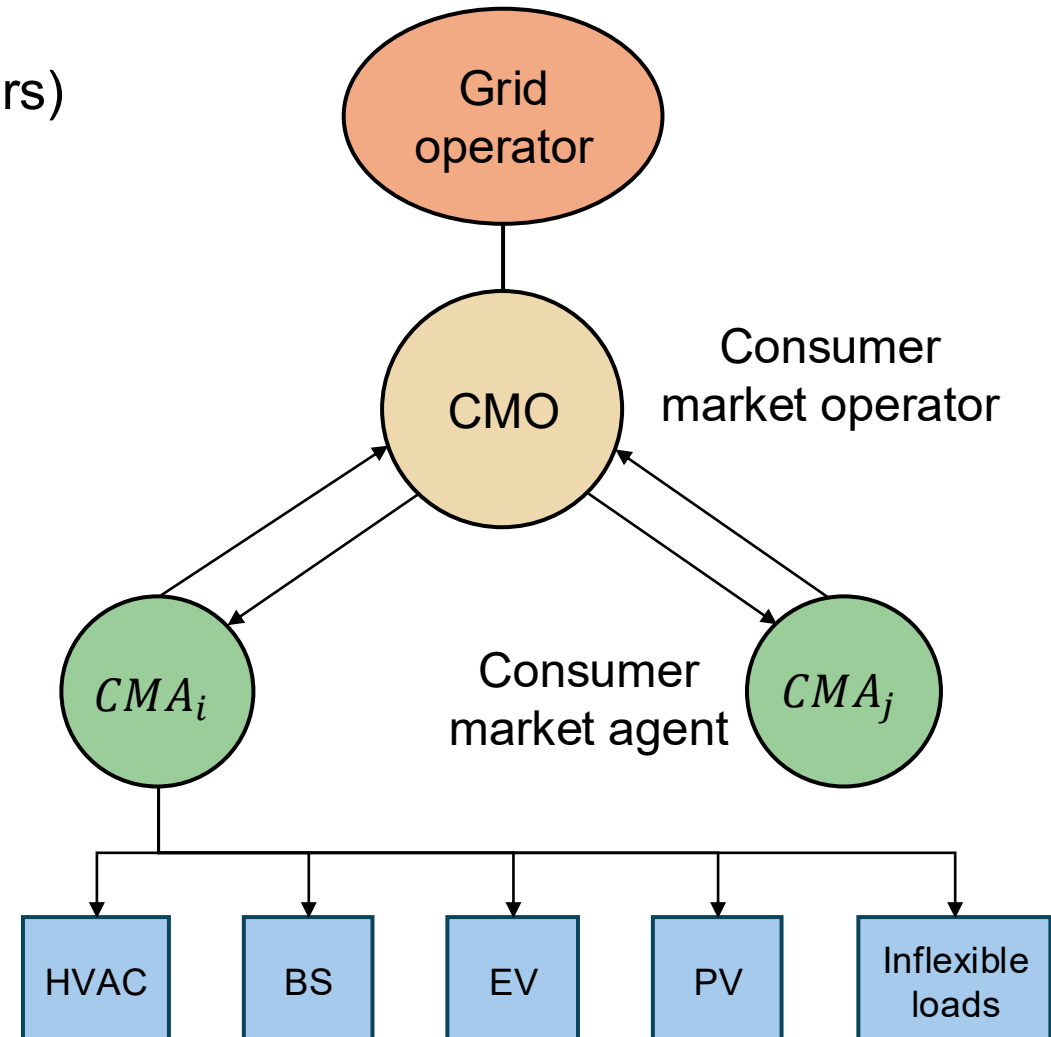 rs)
Grid
operator
CMO
Consumer
market operator
CMA_i
Consumer
market agent
CMA_j
HVAC
BS
EV
PV
Inflexible
loads